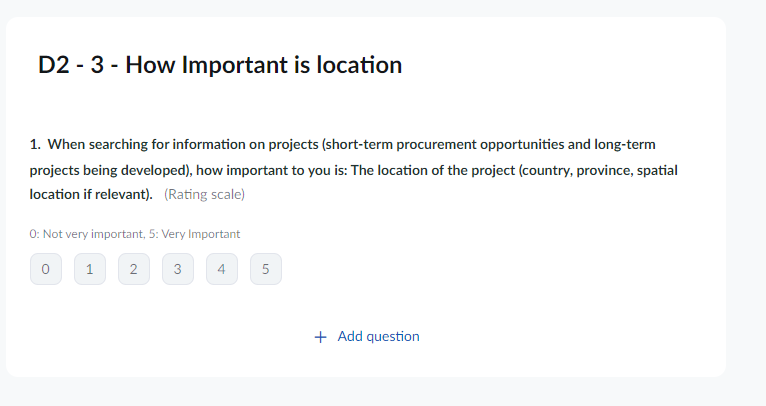 D2 - 3 - How Important is location
1. When searching for information on projects (short-term procurement opportunities and long-term
projects being developed), how important to you is: The location of the project (country, province, spatial
location if relevant). (Rating scale)
0: Not very important, 5: Very Important
0 1 2 3 4 5
+ Add question